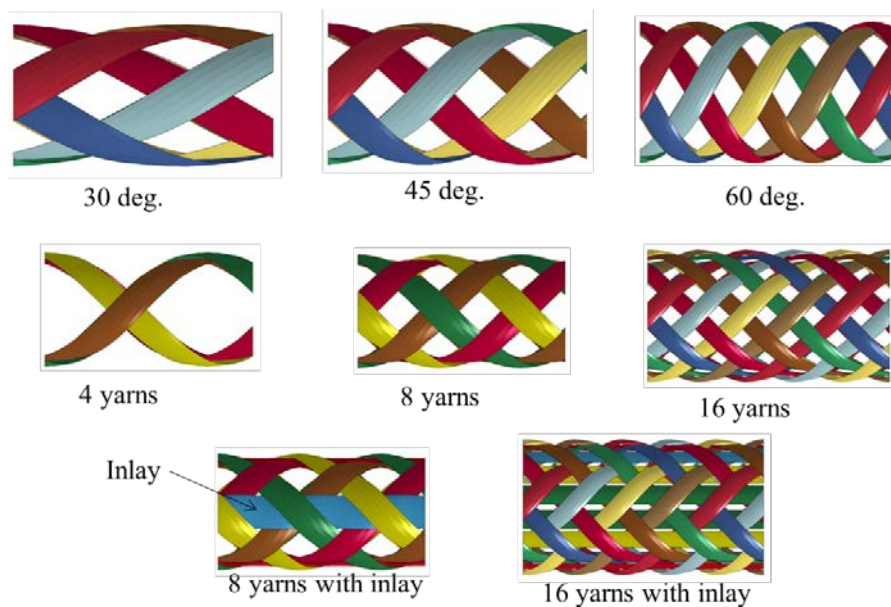 30 deg.
45 deg.
60 deg.
4 yarns
8 yarns
16 yarns
Inlay
8 yarns with inlay
16 yarns with inlay